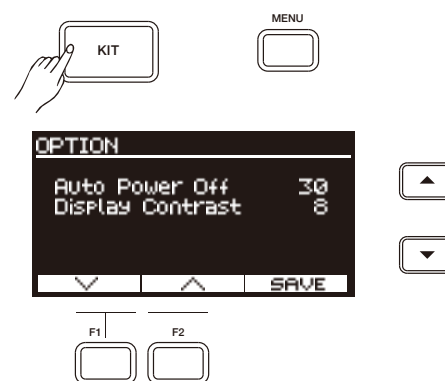 MENU
KIT
OPTION
Auto Power Off 30
Display Contrast 8
SAVE
F1 F2